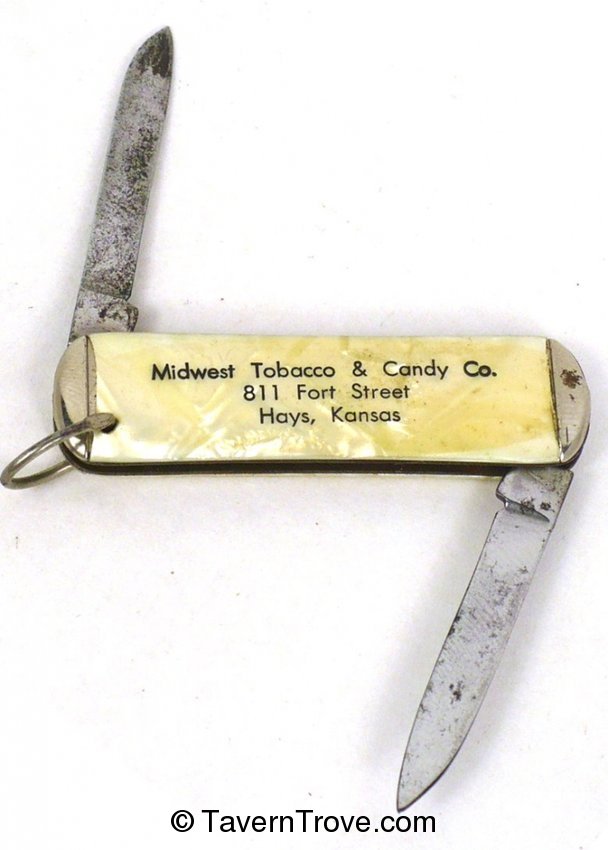 Midwest Tobacco & Candy Co.
811 Fort Street
Hays, Kansas
© TavernTrove.com